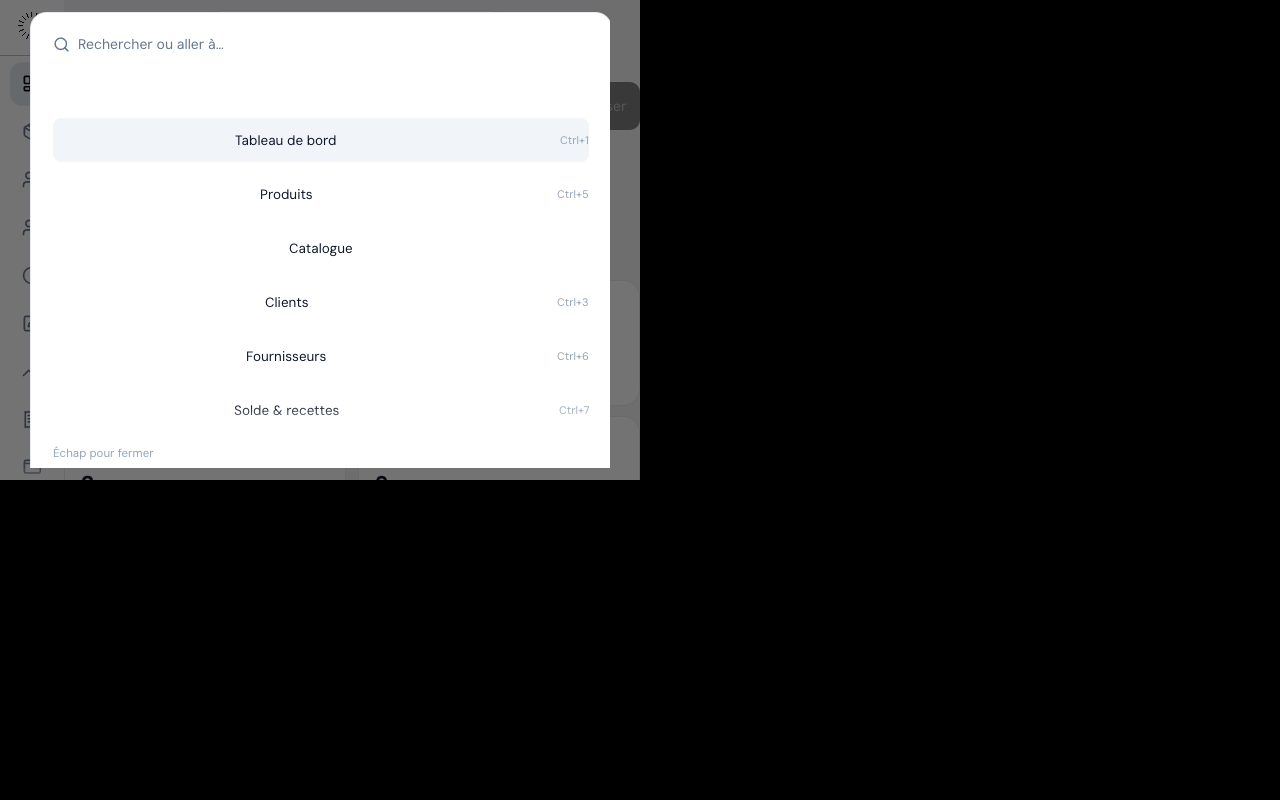 Rechercher ou aller à...
Tableau de bord Ctrl+1
Produits Ctrl+5
Catalogue
Clients Ctrl+3
Fournisseurs Ctrl+6
Solde & recettes Ctrl+7
Échap pour fermer